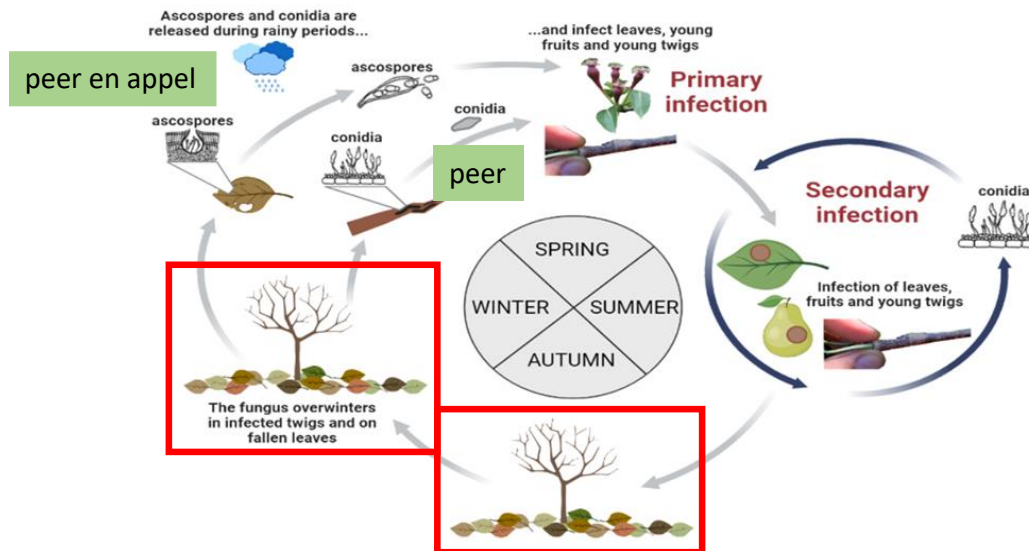 Ascospores and conidia are
released during rainy periods...
peer en appel
ascospores
ascospores
conidia
conidia
peer
...and infect leaves, young
fruits and young twigs
Primary
infection
Secondary
infection
conidia
Infection of leaves,
fruits and young twigs
SPRING
WINTER
SUMMER
AUTUMN
The fungus overwinters
in infected twigs and on
fallen leaves